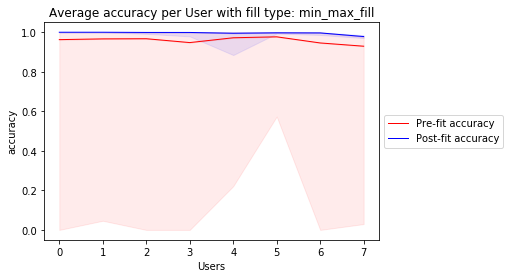 Average accuracy per User with fill type: min_max_fill
accuracy
1.0
0.8
0.6
0.4
0.2
0.0
0 1 2 3 4 5 6 7
Users
Pre-fit accuracy
Post-fit accuracy